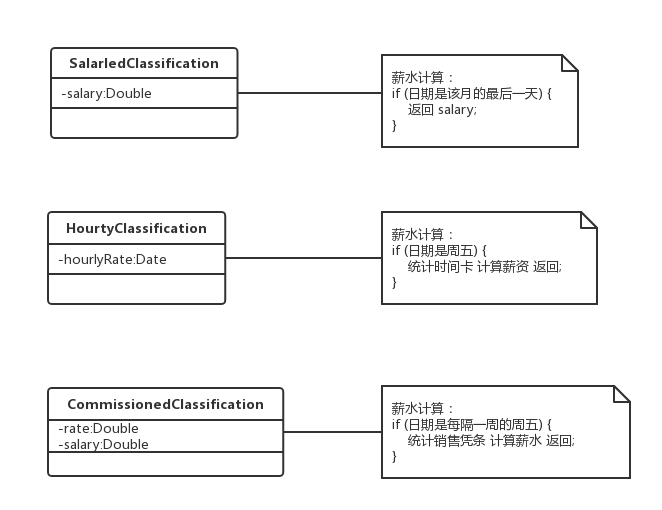 SalarledClassification
-salary:Double
薪水计算：
if (日期是该月的最后一天) {
返回 salary;
}
HourtyClassification
-hourlyRate:Date
薪水计算：
if (日期是周五) {
统计时间卡 计算薪资 返回;
}
CommissionedClassification
-rate:Double
-salary:Double
薪水计算：
if (日期是每隔一周的周五) {
统计销售凭条 计算薪水 返回;
}